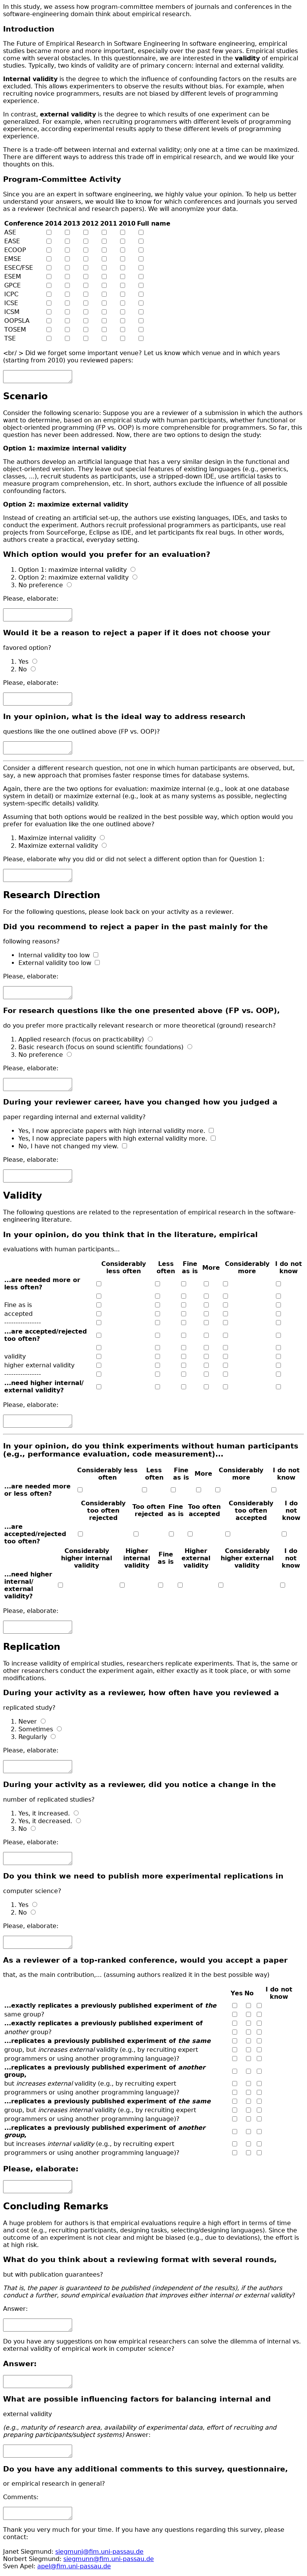 In this study, we assess how program-committee members of journals and conferences in the
software-engineering domain think about empirical research.
Introduction
The Future of Empirical Research in Software Engineering In software engineering, empirical
studies became more and more important, especially over the past few years. Empirical studies
come with several obstacles. In this questionnaire, we are interested in the validity of empirical
studies. Typically, two kinds of validity are of primary concern: internal and external validity.
Internal validity is the degree to which the influence of confounding factors on the results are
excluded. This allows experimenters to observe the results without bias. For example, when
recruiting novice programmers, results are not biased by different levels of programming
experience.
In contrast, external validity is the degree to which results of one experiment can be
generalized. For example, when recruiting programmers with different levels of programming
experience, according experimental results apply to these different levels of programming
experience.
There is a trade-off between internal and external validity; only one at a time can be maximized.
There are different ways to address this trade off in empirical research, and we would like your
thoughts on this.
Program-Committee Activity
Since you are an expert in software engineering, we highly value your opinion. To help us better
understand your answers, we would like to know for which conferences and journals you served
as a reviewer (technical and research papers). We will anonymize your data.
Conference 2014 2013 2012 2011 2010 Full name
ASE
EASE
ECOOP
EMSE
ESEC/FSE
ESEM
GPCE
ICPC
ICSE
ICSM
OOPSLA
TOSEM
TSE
<br/ > Did we forget some important venue? Let us know which venue and in which years
(starting from 2010) you reviewed papers:
Scenario
Consider the following scenario: Suppose you are a reviewer of a submission in which the authors
want to determine, based on an empirical study with human participants, whether functional or
object-oriented programming (FP vs. OOP) is more comprehensible for programmers. So far, this
question has never been addressed. Now, there are two options to design the study:
Option 1: maximize internal validity
The authors develop an artificial language that has a very similar design in the functional and
object-oriented version. They leave out special features of existing languages (e.g., generics,
classes, ...), recruit students as participants, use a stripped-down IDE, use artificial tasks to
measure program comprehension, etc. In short, authors exclude the influence of all possible
confounding factors.
Option 2: maximize external validity
Instead of creating an artificial set-up, the authors use existing languages, IDEs, and tasks to
conduct the experiment. Authors recruit professional programmers as participants, use real
projects from SourceForge, Eclipse as IDE, and let participants fix real bugs. In other words,
authors create a practical, everyday setting.
Which option would you prefer for an evaluation?
1. Option 1: maximize internal validity
2. Option 2: maximize external validity
3. No preference
Please, elaborate:
Would it be a reason to reject a paper if it does not choose your
favored option?
1. Yes
2. No
Please, elaborate:
In your opinion, what is the ideal way to address research
questions like the one outlined above (FP vs. OOP)?
Consider a different research question, not one in which human participants are observed, but,
say, a new approach that promises faster response times for database systems.
Again, there are the two options for evaluation: maximize internal (e.g., look at one database
system in detail) or maximize external (e.g., look at as many systems as possible, neglecting
system-specific details) validity.
Assuming that both options would be realized in the best possible way, which option would you
prefer for evaluation like the one outlined above?
1. Maximize internal validity
2. Maximize external validity
Please, elaborate why you did or did not select a different option than for Question 1:
Research Direction
For the following questions, please look back on your activity as a reviewer.
Did you recommend to reject a paper in the past mainly for the
following reasons?
• Internal validity too low
• External validity too low
Please, elaborate:
For research questions like the one presented above (FP vs. OOP),
do you prefer more practically relevant research or more theoretical (ground) research?
1. Applied research (focus on practicability)
2. Basic research (focus on sound scientific foundations)
3. No preference
Please, elaborate:
During your reviewer career, have you changed how you judged a
paper regarding internal and external validity?
• Yes, I now appreciate papers with high internal validity more.
• Yes, I now appreciate papers with high external validity more.
• No, I have not changed my view.
Please, elaborate:
Validity
The following questions are related to the representation of empirical research in the software-
engineering literature.
In your opinion, do you think that in the literature, empirical
evaluations with human participants...
Considerably less often Less often Fine as is More Considerably more I do not know
...are needed more or less often?
Fine as is
accepted
----------------
...are accepted/rejected too often?
validity
higher external validity
----------------
...need higher internal/ external validity?
Please, elaborate:
In your opinion, do you think experiments without human participants
(e.g., performance evaluation, code measurement)...
Considerably less often Less often Fine as is More Considerably more I do not know
...are needed more or less often?
Considerably too often rejected Too often rejected Fine as is Too often accepted Considerably too often accepted I do not know
...are accepted/rejected too often?
Considerably higher internal validity Higher internal validity Fine as is Higher external validity Considerably higher external validity I do not know
...need higher internal/ external validity?
Please, elaborate:
Replication
To increase validity of empirical studies, researchers replicate experiments. That is, the same or
other researchers conduct the experiment again, either exactly as it took place, or with some
modifications.
During your activity as a reviewer, how often have you reviewed a
replicated study?
1. Never
2. Sometimes
3. Regularly
Please, elaborate:
During your activity as a reviewer, did you notice a change in the
number of replicated studies?
1. Yes, it increased.
2. Yes, it decreased.
3. No
Please, elaborate:
Do you think we need to publish more experimental replications in
computer science?
1. Yes
2. No
Please, elaborate:
As a reviewer of a top-ranked conference, would you accept a paper
that, as the main contribution,... (assuming authors realized it in the best possible way)
Yes No I do not know
...exactly replicates a previously published experiment of the
same group?
...exactly replicates a previously published experiment of
another group?
...replicates a previously published experiment of the same
group, but increases external validity (e.g., by recruiting expert
programmers or using another programming language)?
...replicates a previously published experiment of another
group,
but increases external validity (e.g., by recruiting expert
programmers or using another programming language)?
...replicates a previously published experiment of the same
group, but increases internal validity (e.g., by recruiting expert
programmers or using another programming language)?
...replicates a previously published experiment of another
group,
but increases internal validity (e.g., by recruiting expert
programmers or using another programming language)?
Please, elaborate:
Concluding Remarks
A huge problem for authors is that empirical evaluations require a high effort in terms of time
and cost (e.g., recruiting participants, designing tasks, selecting/designing languages). Since the
outcome of an experiment is not clear and might be biased (e.g., due to deviations), the effort is
at high risk.
What do you think about a reviewing format with several rounds,
but with publication guarantees?
That is, the paper is guaranteed to be published (independent of the results), if the authors
conduct a further, sound empirical evaluation that improves either internal or external validity?
Answer:
Do you have any suggestions on how empirical researchers can solve the dilemma of internal vs.
external validity of empirical work in computer science?
Answer:
What are possible influencing factors for balancing internal and
external validity
(e.g., maturity of research area, availability of experimental data, effort of recruiting and
preparing participants/subject systems) Answer:
Do you have any additional comments to this survey, questionnaire,
or empirical research in general?
Comments:
Thank you very much for your time. If you have any questions regarding this survey, please
contact:
Janet Siegmund: siegmunj@fim.uni-passau.de
Norbert Siegmund: siegmunn@fim.uni-passau.de
Sven Apel: apel@fim.uni-passau.de